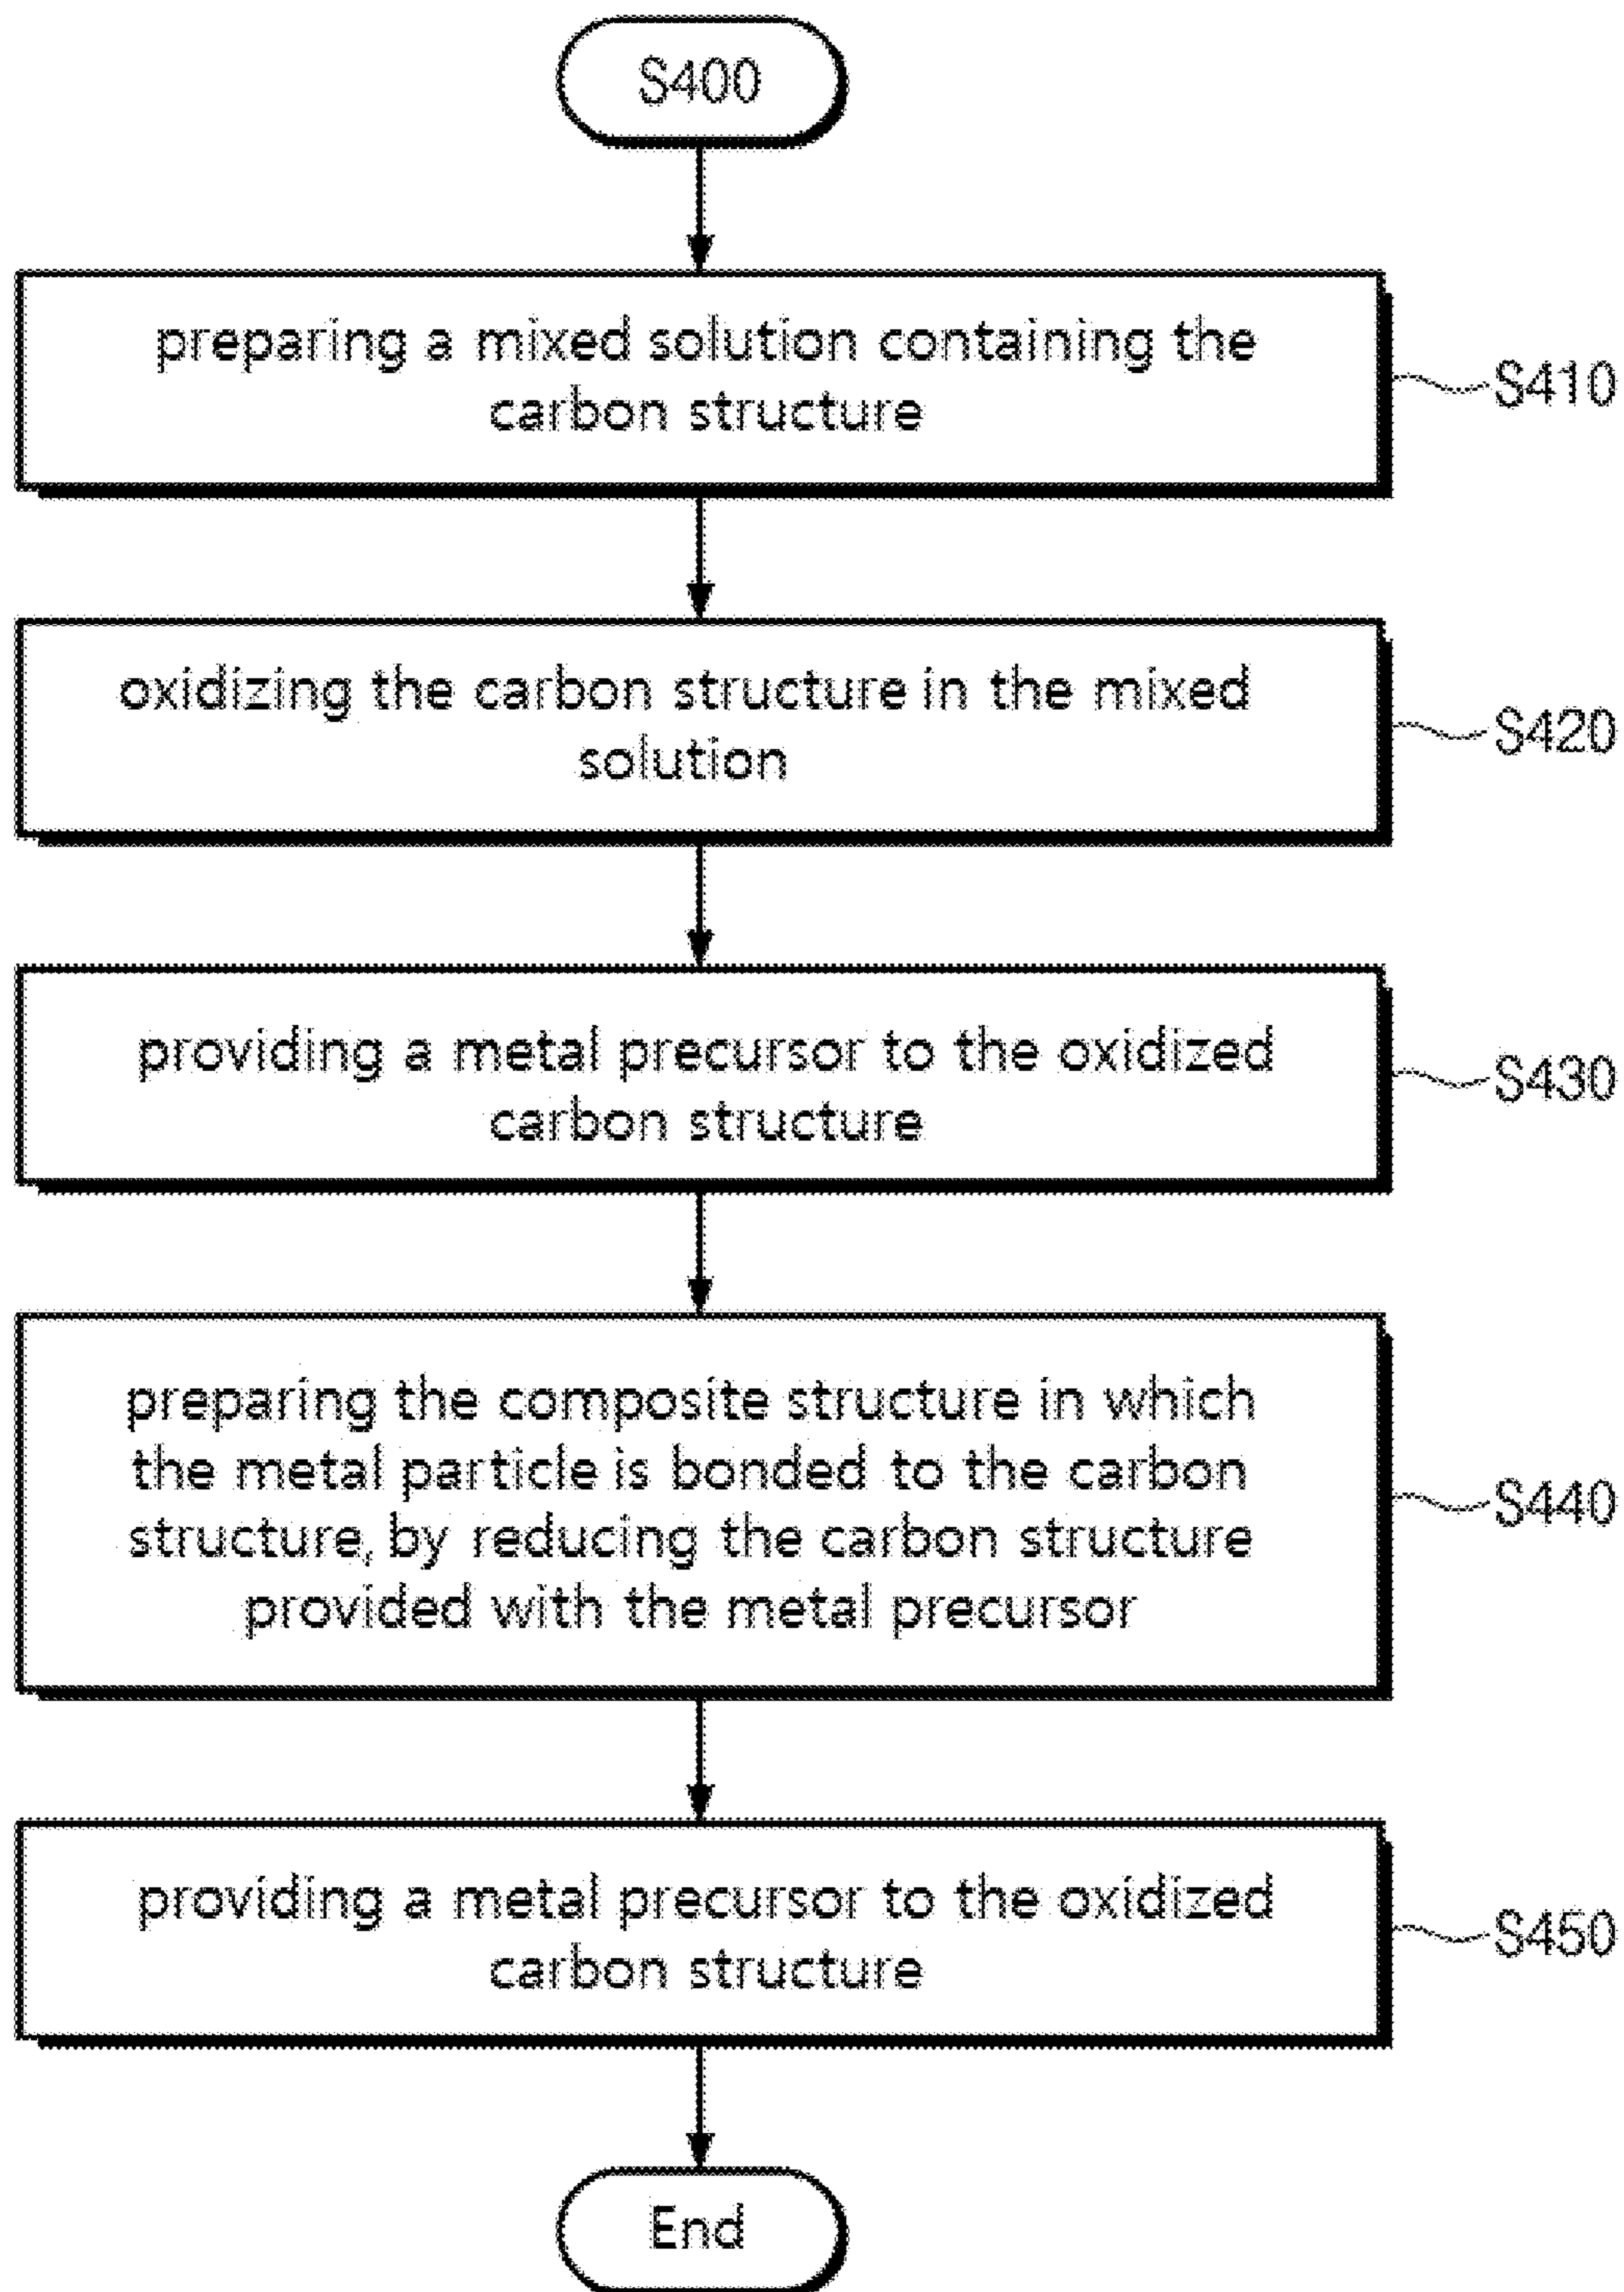 S400
preparing a mixed solution containing the
carbon structure
S410
oxidizing the carbon structure in the mixed
solution
S420
providing a metal precursor to the oxidized
carbon structure
S430
preparing the composite structure in which
the metal particle is bonded to the carbon
structure, by reducing the carbon structure
provided with the metal precursor
S440
providing a metal precursor to the oxidized
carbon structure
S450
End